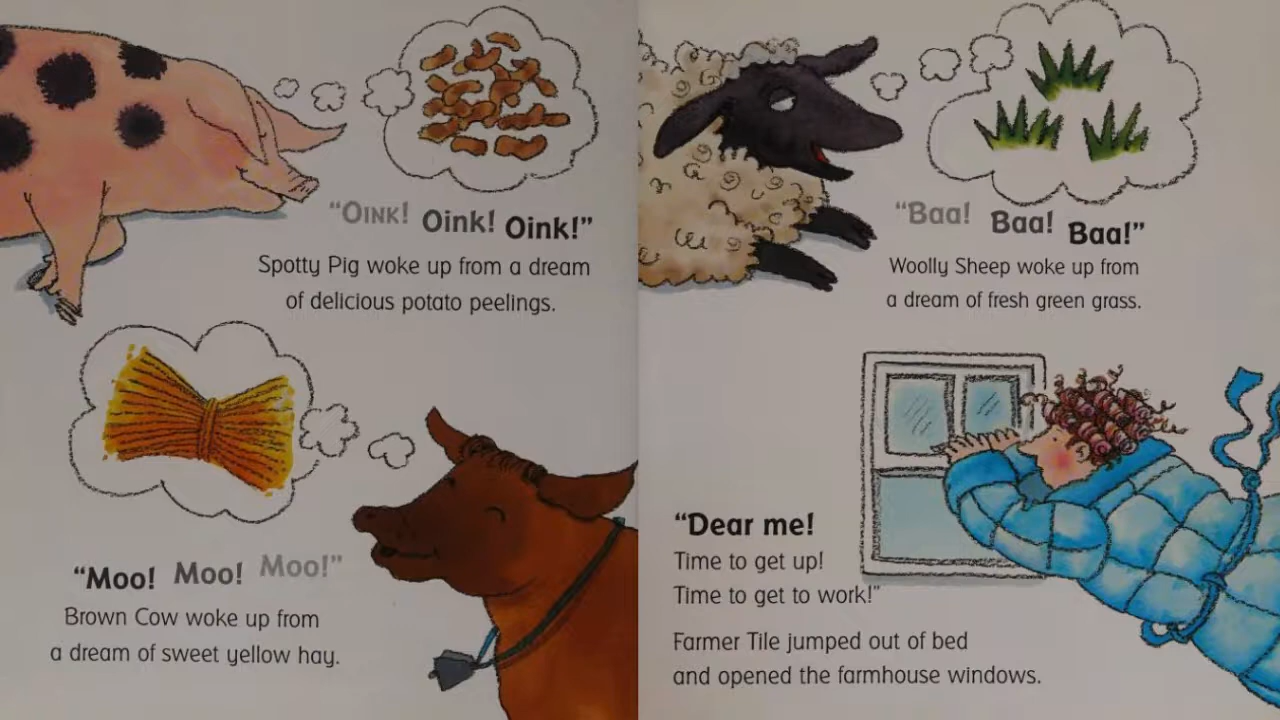 "OINK! Oink! Oink!"
Spotty Pig woke up from a dream
of delicious potato peelings.
"Moo! Moo! Moo!"
Brown Cow woke up from
a dream of sweet yellow hay.
"Baa! Baa! Baa!"
Woolly Sheep woke up from
a dream of fresh green grass.
"Dear me!
Time to get up!
Time to get to work!"
Farmer Tile jumped out of bed
and opened the farmhouse windows.